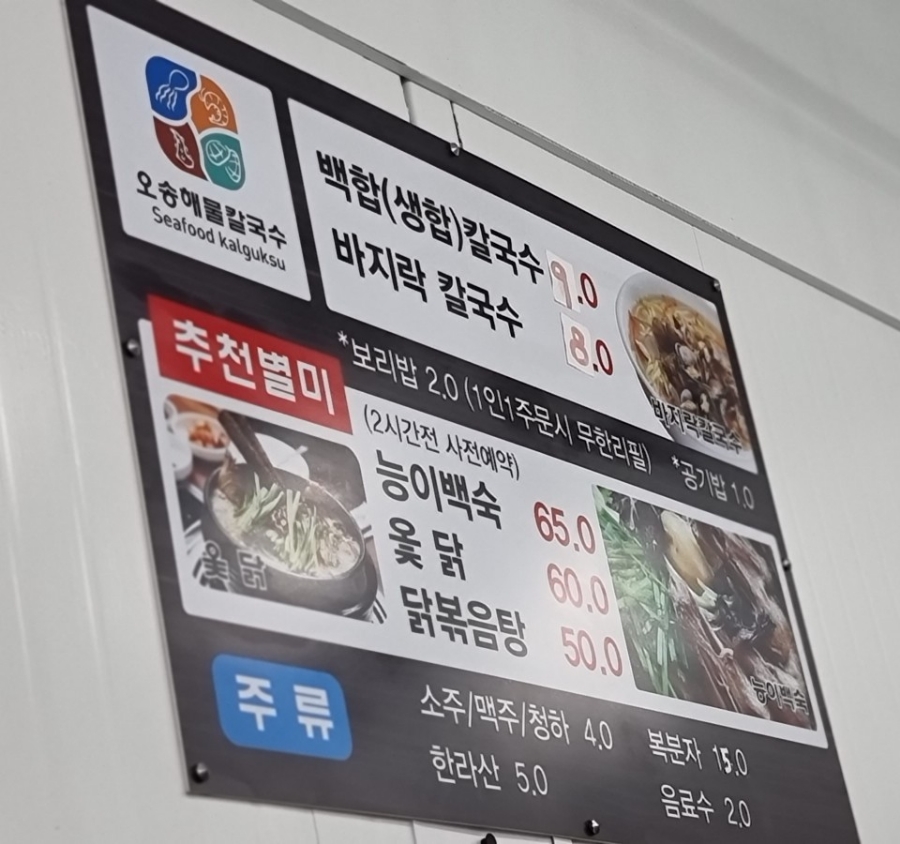 오송해물칼국수
Seafood kalguksu
백합(생합)칼국수 9.0
바지락 칼국수 8.0
바지락칼국수
*보리밥 2.0 (1인1주문시 무한리필) *공기밥 1.0
추천별미
(2시간전 사전예약)
능이백숙 65.0
옻 닭 60.0
닭볶음탕 50.0
옻 닭
능이백숙
주 류
소주/맥주/청하 4.0 복분자 15.0
한라산 5.0 음료수 2.0